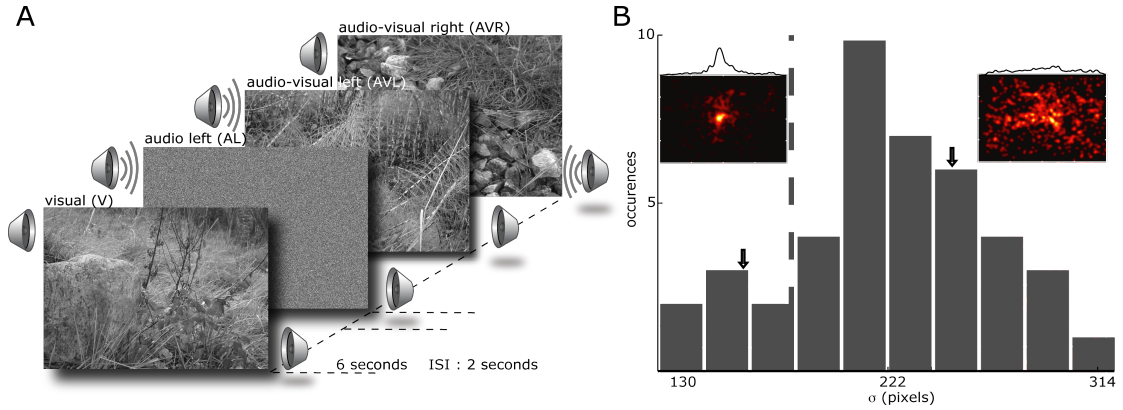 A
audio-visual right (AVR)
audio-visual left (AVL)
audio left (AL)
visual (V)
6 seconds ISI : 2 seconds
B
10
5
occurences
130 222 314
σ (pixels)